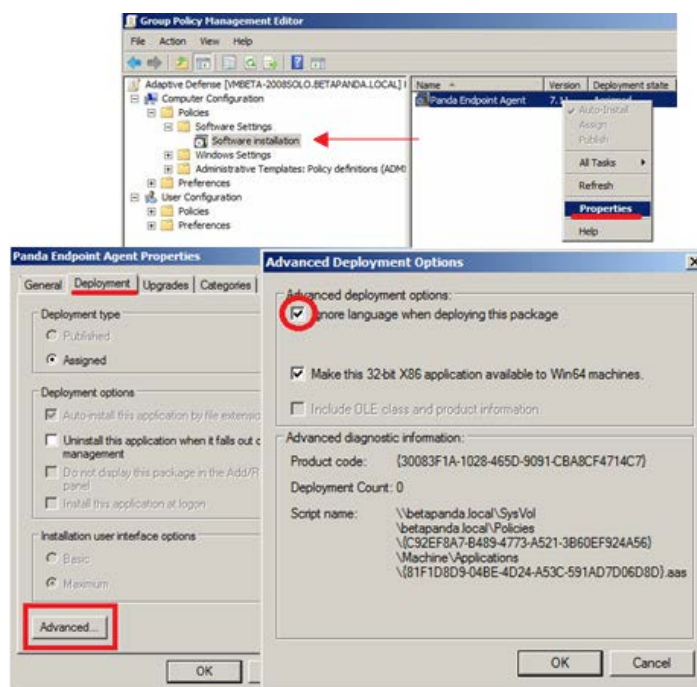 Group Policy Management Editor
File Action View Help
Adaptive Defense [VMBETA-2008SOLO.BETAPANDA.LOCAL]
Computer Configuration
Policies
Software Settings
Software installation
Windows Settings
Administrative Templates: Policy definitions (ADM
Preferences
User Configuration
Policies
Preferences
Name Version Deployment state
Panda Endpoint Agent 7.11 Assigned
Auto-Install
Assign
Publish
All Tasks
Refresh
Properties
Help
Panda Endpoint Agent Properties
General Deployment Upgrades Categories
Deployment type
Published
Assigned
Deployment options
Auto-install this application by file extensio
Uninstall this application when it falls out o
management
Do not display this package in the Add/R
panel
Install this application at logon
Installation user interface options
Basic
Maximum
Advanced...
OK
Advanced Deployment Options
Advanced deployment options:
Ignore language when deploying this package
Make this 32-bit X86 application available to Win64 machines.
Include OLE class and product information
Advanced diagnostic information:
Product code: {30083F1A-1028-465D-9091-CBA8CF4714C7}
Deployment Count: 0
Script name: \\betapanda.local\SysVol
\betapanda.local\Policies
\{C92EF8A7-B489-4773-A521-3B60EF924A56}
\Machine\Applications
\{81F1D8D9-04BE-4D24-A53C-591AD7D06D8D}.aas
OK Cancel